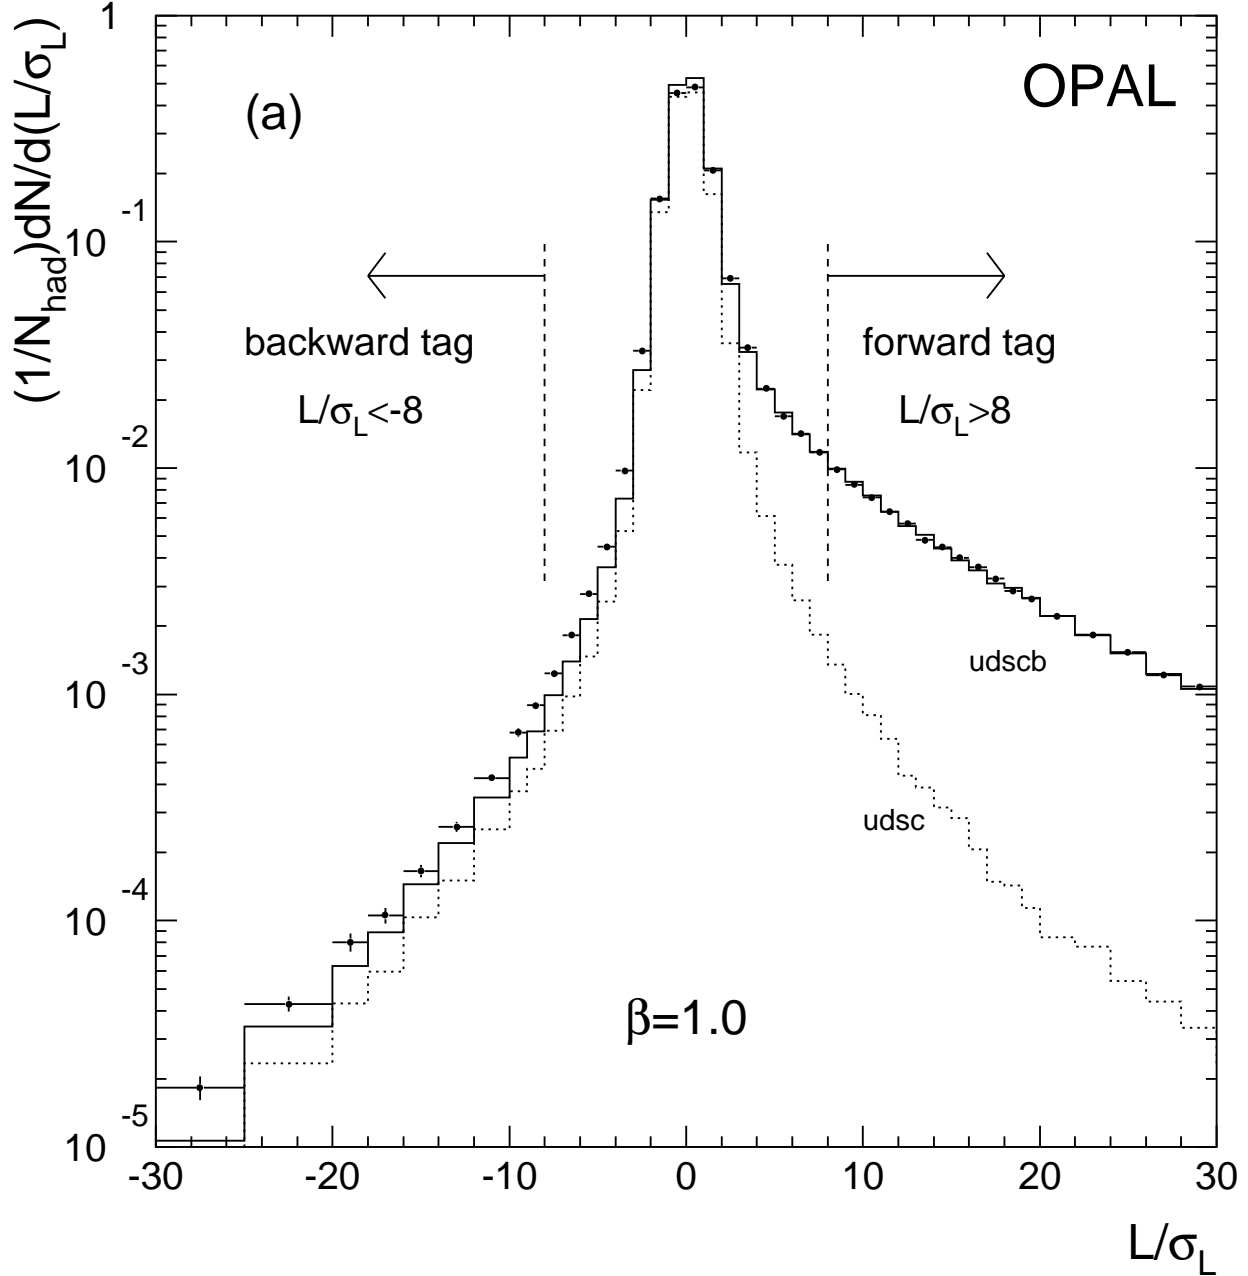 (1/N_had)dN/d(L/σ_L)
1
10^-1
10^-2
10^-3
10^-4
10^-5
(a)
OPAL
backward tag
L/σ_L<-8
forward tag
L/σ_L>8
udscb
udsc
β=1.0
-30 -20 -10 0 10 20 30
L/σ_L